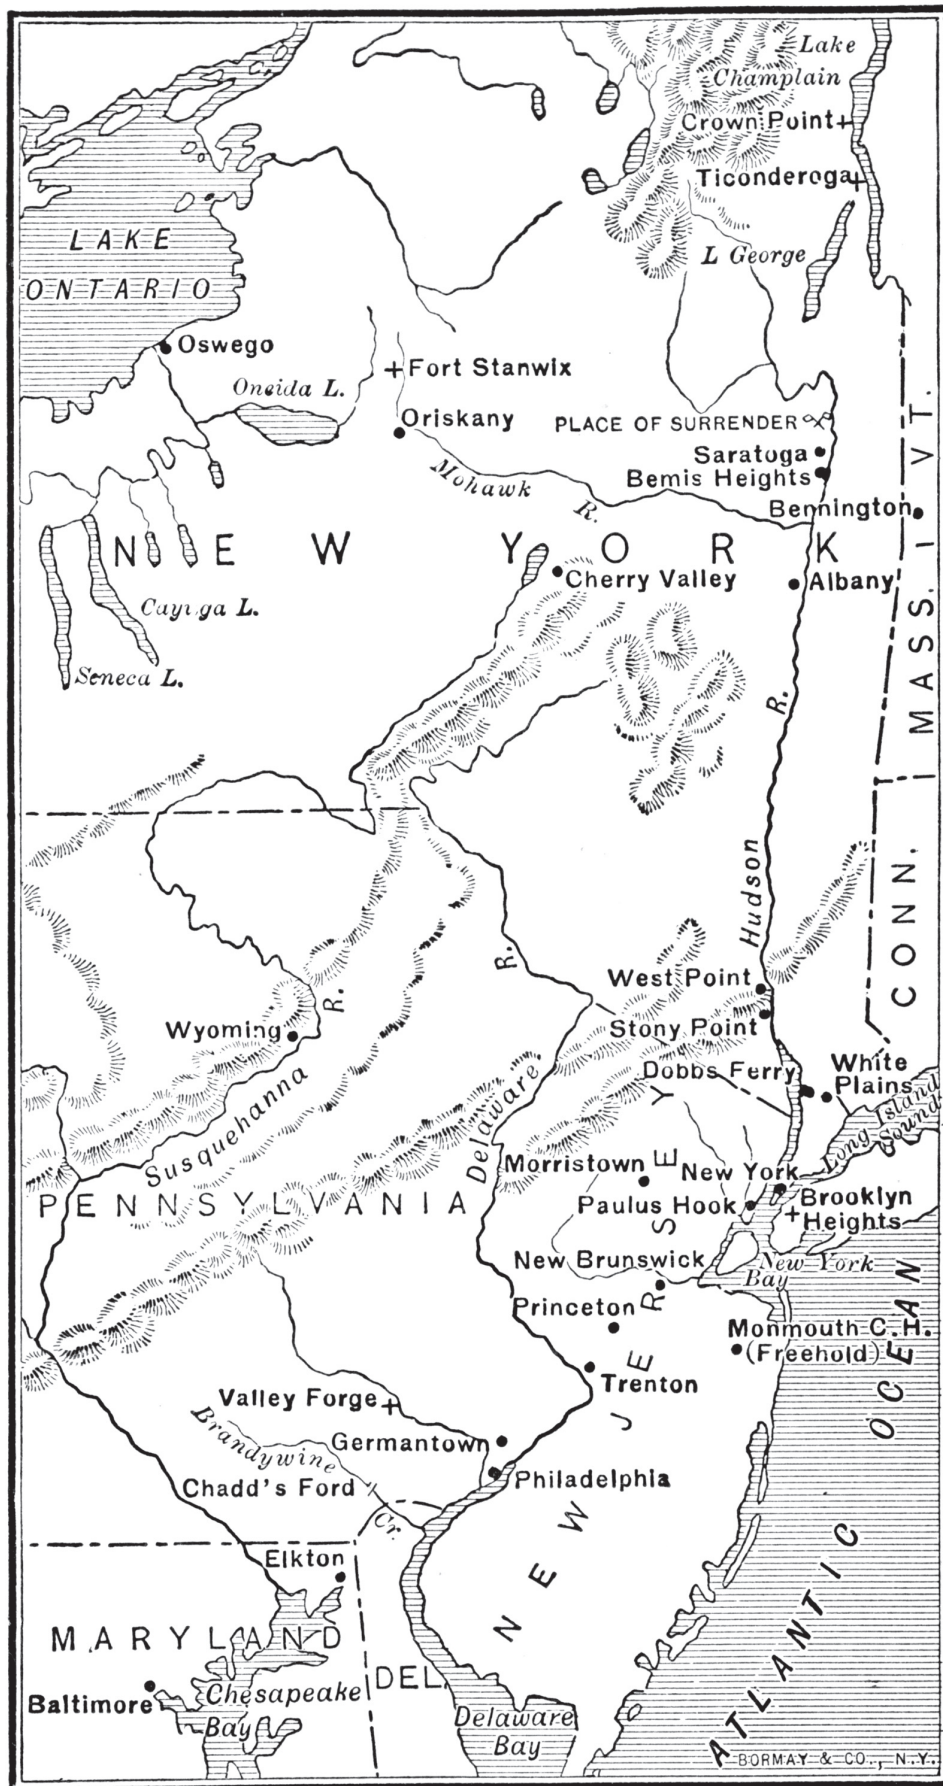 Lake
Champlain
Crown Point
Ticonderoga
LAKE
ONTARIO
L George
Oswego
Fort Stanwix
Oneida L.
Oriskany
PLACE OF SURRENDER
Saratoga
Bemis Heights
Mohawk R.
Bennington
VT.
NEW YORK
Cherry Valley
Albany
Cayuga L.
Seneca L.
MASS.
Hudson R.
CONN.
West Point
Stony Point
Wyoming
Susquehanna R.
Delaware R.
Dobbs Ferry
White
Plains
Long Island
Sound
Morristown
New York
Paulus Hook
Brooklyn
Heights
PENNSYLVANIA
New Brunswick
New York
Bay
Princeton
Monmouth C.H.
(Freehold)
Trenton
NEW JERSEY
Valley Forge
Germantown
Brandywine Cr.
Chadd's Ford
Philadelphia
ATLANTIC OCEAN
Elkton
MARYLAND
DEL.
Baltimore
Chesapeake
Bay
Delaware
Bay
BORMAY & CO., N.Y.